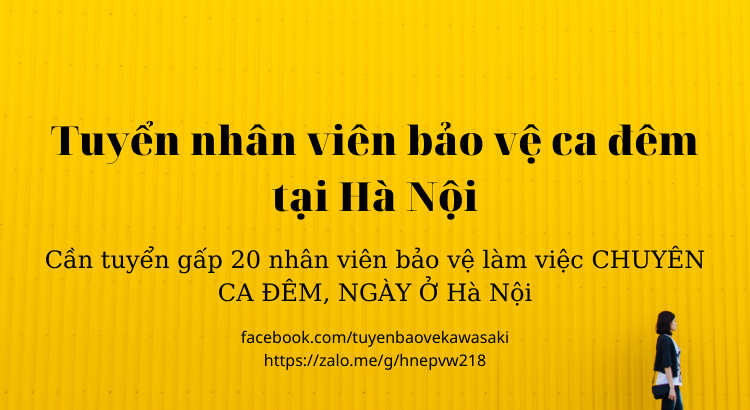 Tuyển nhân viên bảo vệ ca đêm
tại Hà Nội
Cần tuyển gấp 20 nhân viên bảo vệ làm việc CHUYÊN
CA ĐÊM, NGÀY Ở Hà Nội
facebook.com/tuyenbaovekawasaki
https://zalo.me/g/hnepvw218